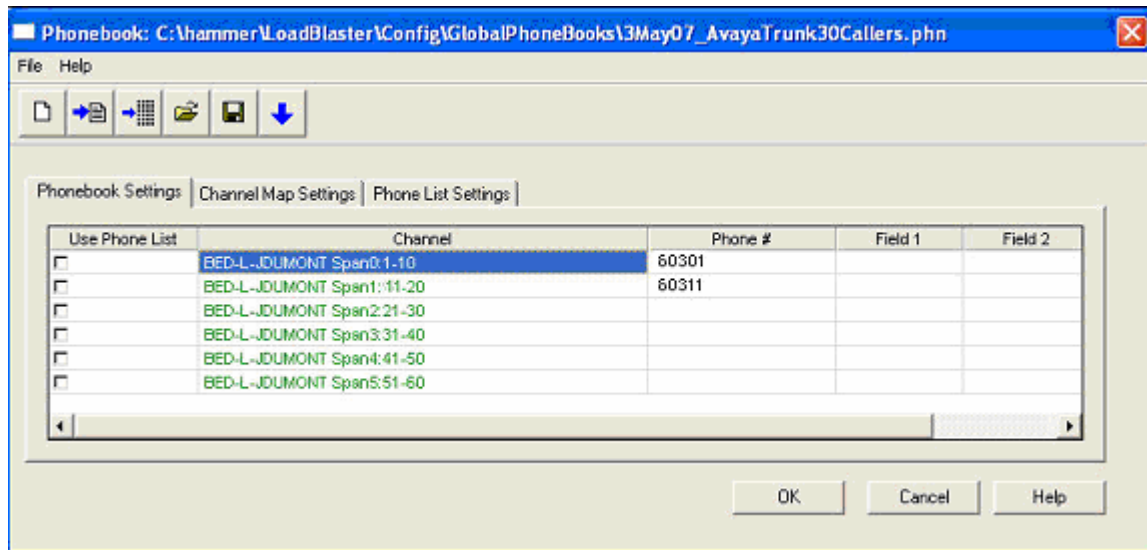 Phonebook: C:\hammer\LoadBlaster\Config\GlobalPhoneBooks\3May07_AvayaTrunk30Callers.phn
File Help
Phonebook Settings Channel Map Settings Phone List Settings
Use Phone List Channel Phone # Field 1 Field 2
BED-L-JDUMONT Span0:1-10 60301
BED-L-JDUMONT Span1:11-20 60311
BED-L-JDUMONT Span2:21-30
BED-L-JDUMONT Span3:31-40
BED-L-JDUMONT Span4:41-50
BED-L-JDUMONT Span5:51-60
OK Cancel Help